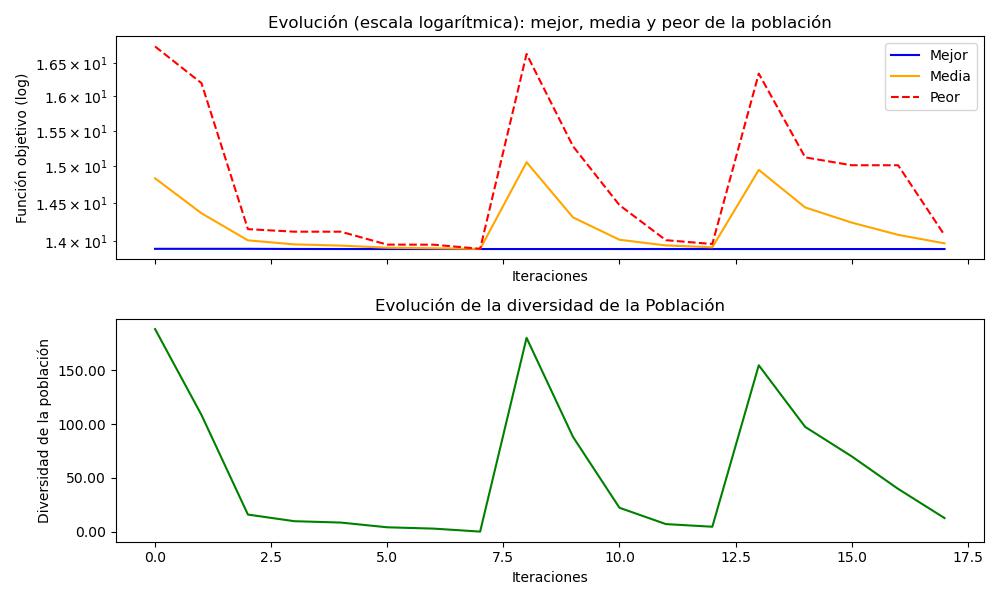 Evolución (escala logarítmica): mejor, media y peor de la población
Función objetivo (log)
1.65 × 10¹
1.6 × 10¹
1.55 × 10¹
1.5 × 10¹
1.45 × 10¹
1.4 × 10¹
Mejor
Media
Peor
Iteraciones
Evolución de la diversidad de la Población
Diversidad de la población
150.00
100.00
50.00
0.00
0.0 2.5 5.0 7.5 10.0 12.5 15.0 17.5
Iteraciones